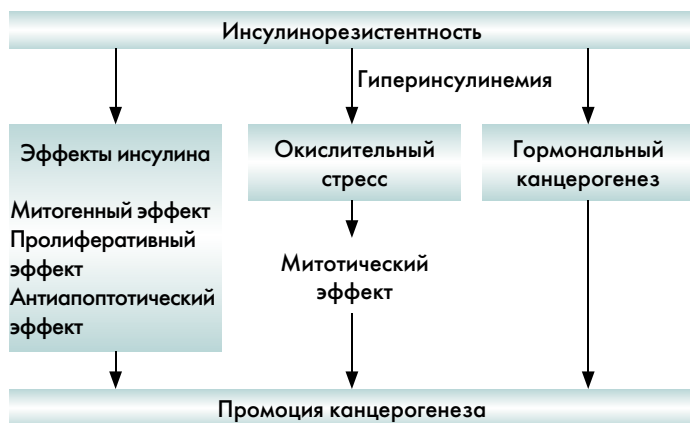 Инсулинорезистентность
Гиперинсулинемия
Эффекты инсулина
Митогенный эффект
Пролиферативный
эффект
Антиапоптотический
эффект
Окислительный
стресс
Митотический
эффект
Гормональный
канцерогенез
Промоция канцерогенеза